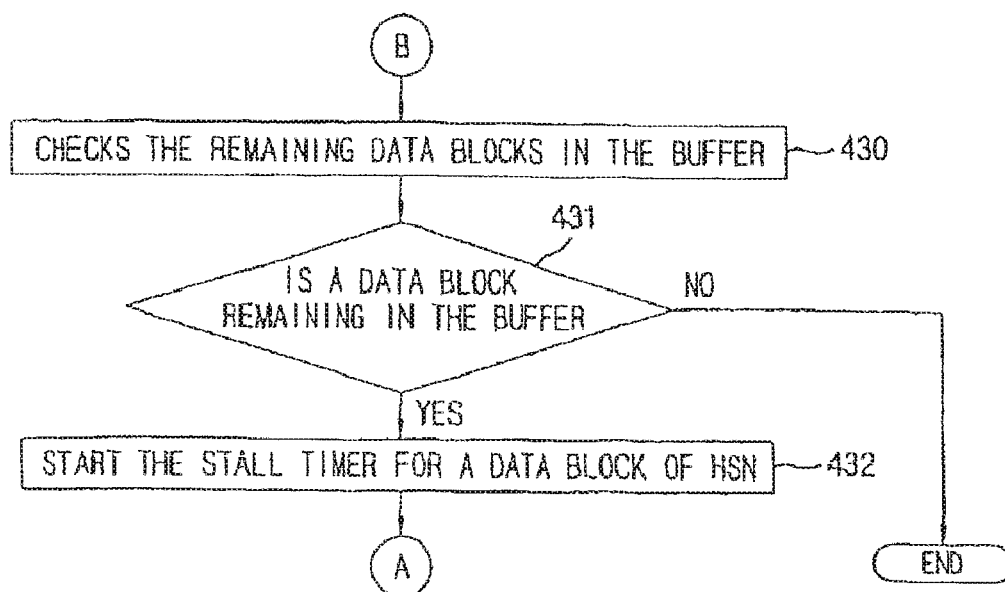 B
CHECKS THE REMAINING DATA BLOCKS IN THE BUFFER
430
431
IS A DATA BLOCK
REMAINING IN THE BUFFER
NO
YES
START THE STALL TIMER FOR A DATA BLOCK OF HSN
432
A
END